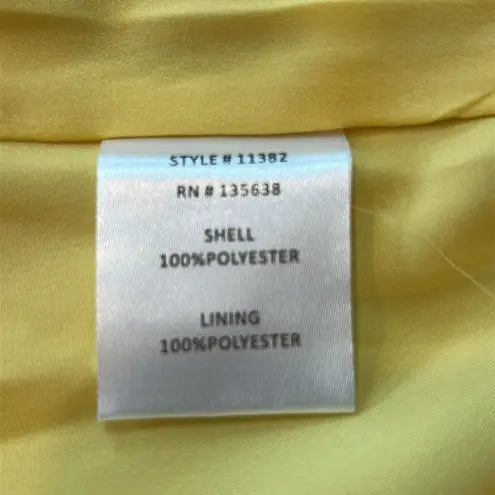 STYLE # 11382
RN # 135638
SHELL
100%POLYESTER
LINING
100%POLYESTER